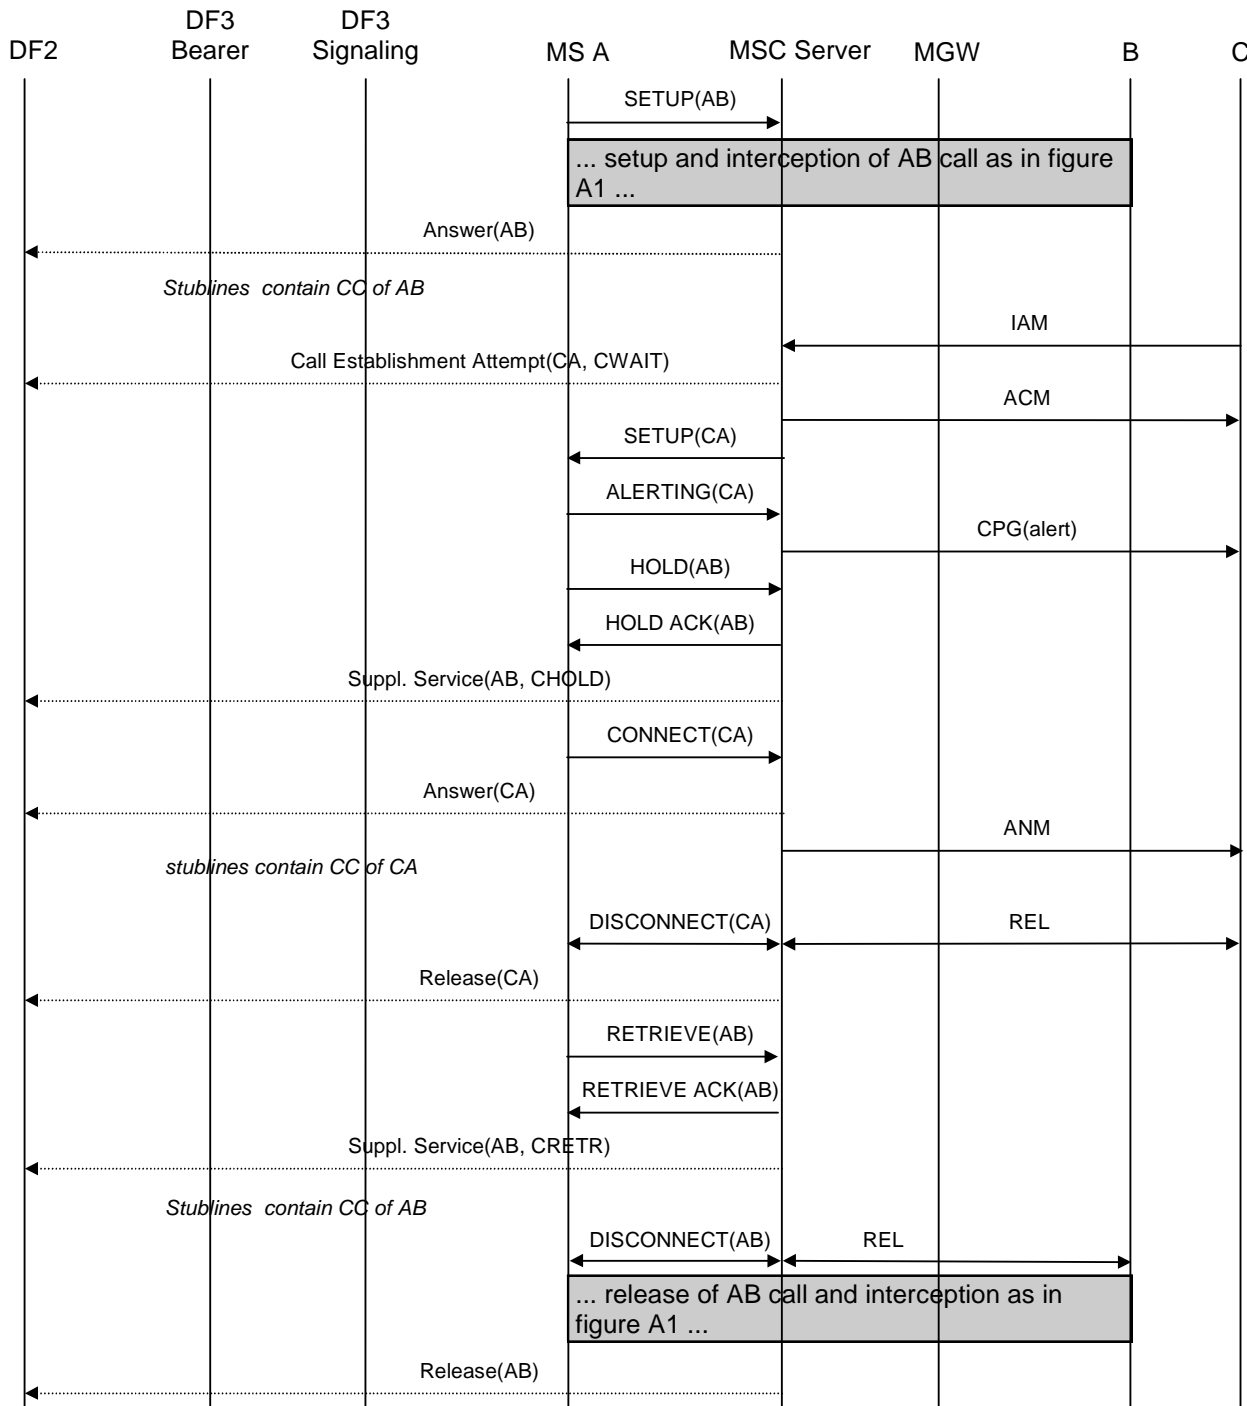 DF2
DF3
Bearer
DF3
Signaling
MS A
MSC Server
MGW
B
C
SETUP(AB)
... setup and interception of AB call as in figure
A1 ...
Answer(AB)
Stublines contain CC of AB
IAM
Call Establishment Attempt(CA, CWAIT)
ACM
SETUP(CA)
ALERTING(CA)
CPG(alert)
HOLD(AB)
HOLD ACK(AB)
Suppl. Service(AB, CHOLD)
CONNECT(CA)
Answer(CA)
ANM
stublines contain CC of CA
DISCONNECT(CA)
REL
Release(CA)
RETRIEVE(AB)
RETRIEVE ACK(AB)
Suppl. Service(AB, CRETR)
Stublines contain CC of AB
DISCONNECT(AB)
REL
... release of AB call and interception as in
figure A1 ...
Release(AB)